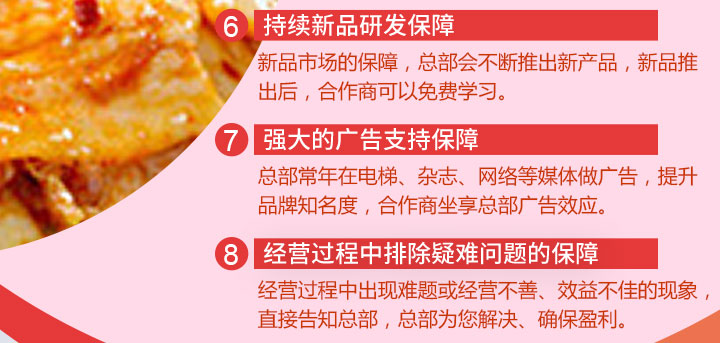 6 持续新品研发保障
新品市场的保障，总部会不断推出新产品，新品推
出后，合作商可以免费学习。
7 强大的广告支持保障
总部常年在电梯、杂志、网络等媒体做广告，提升
品牌知名度，合作商坐享总部广告效应。
8 经营过程中排除疑难问题的保障
经营过程中出现难题或经营不善、效益不佳的现象，
直接告知总部，总部为您解决、确保盈利。